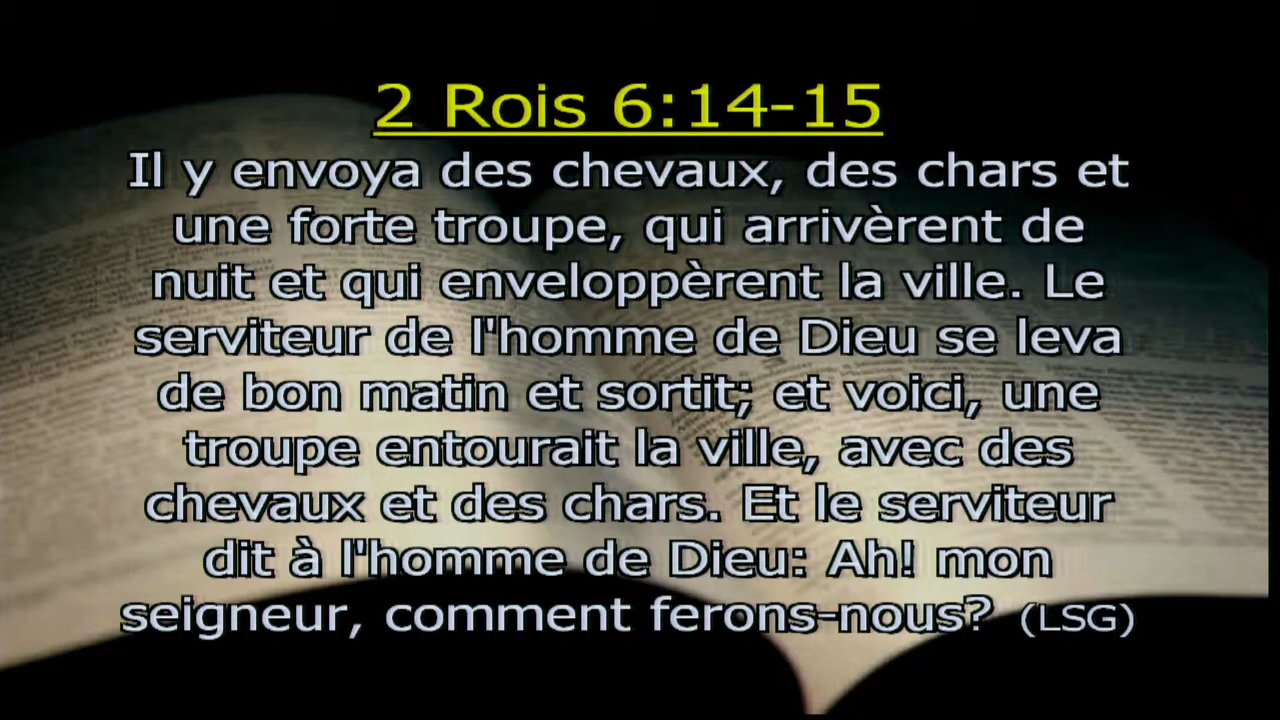 2 Rois 6:14-15
Il y envoya des chevaux, des chars et
une forte troupe, qui arrivèrent de
nuit et qui enveloppèrent la ville. Le
serviteur de l'homme de Dieu se leva
de bon matin et sortit; et voici, une
troupe entourait la ville, avec des
chevaux et des chars. Et le serviteur
dit à l'homme de Dieu: Ah! mon
seigneur, comment ferons-nous? (LSG)